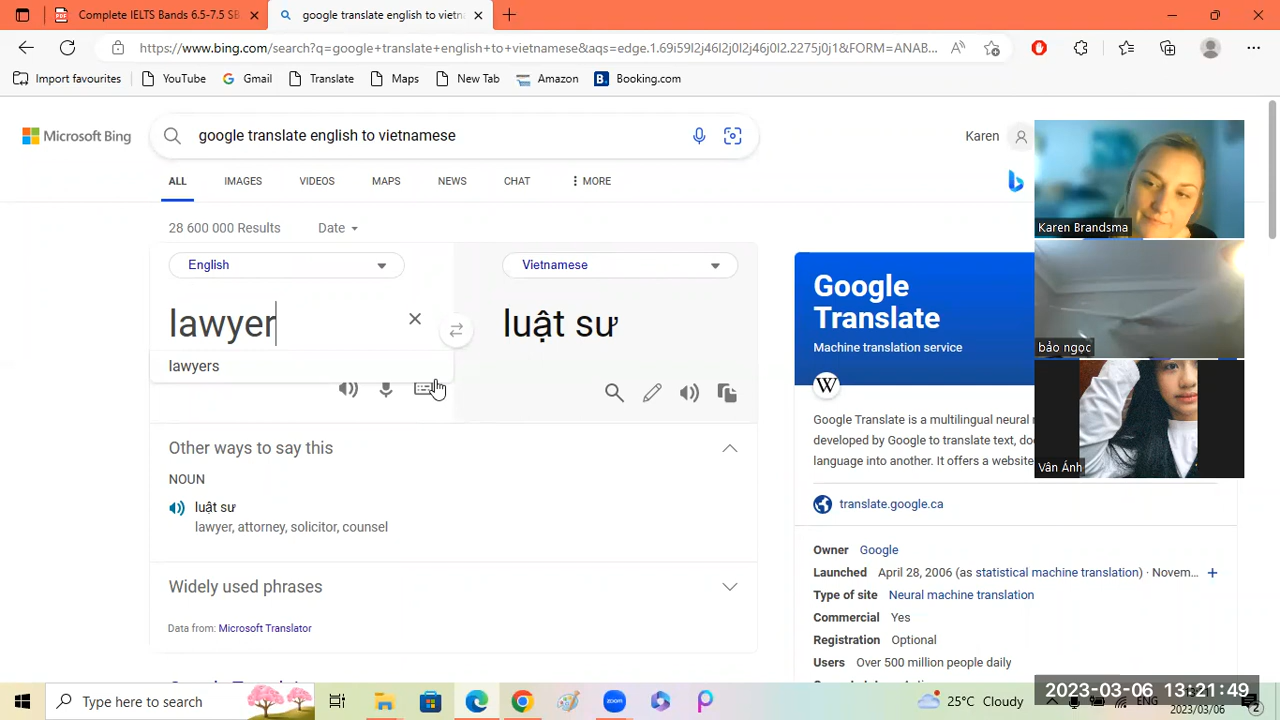 Complete IELTS Bands 6.5-7.5 SB
google translate english to vietn
https://www.bing.com/search?q=google+translate+english+to+vietnamese&aqs=edge.1.69i59l2j46l2j0l2j46j0l2.2275j0j1&FORM=ANAB...
Import favourites
YouTube
Gmail
Translate
Maps
New Tab
Amazon
Booking.com
Microsoft Bing
google translate english to vietnamese
Karen
ALL
IMAGES
VIDEOS
MAPS
NEWS
CHAT
MORE
28 600 000 Results
Date
English
Vietnamese
lawyer
luật sư
lawyers
Other ways to say this
NOUN
luật sư
lawyer, attorney, solicitor, counsel
Widely used phrases
Data from: Microsoft Translator
Google
Translate
Machine translation service
W
Google Translate is a multilingual neural
developed by Google to translate text, do
language into another. It offers a website
translate.google.ca
Owner Google
Launched April 28, 2006 (as statistical machine translation) · Novem... +
Type of site Neural machine translation
Commercial Yes
Registration Optional
Users Over 500 million people daily
Karen Brandsma
bảo ngọc
Vân Ánh
Type here to search
25°C Cloudy
ENG
2023-03-06 13:21:49
2023/03/06
2